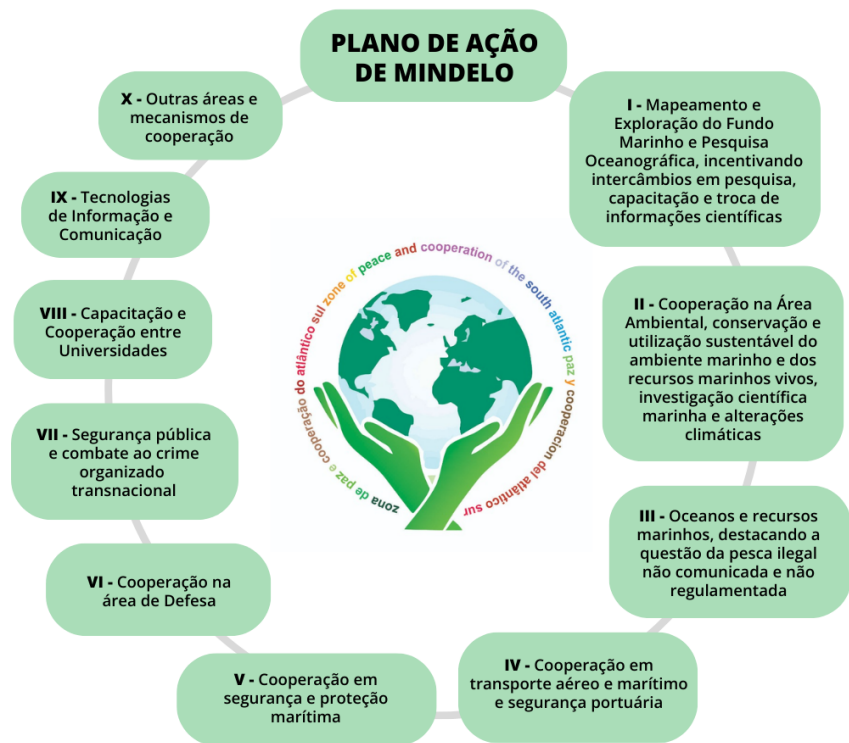 PLANO DE AÇÃO
DE MINDELO
I - Mapeamento e
Exploração do Fundo
Marinho e Pesquisa
Oceanográfica, incentivando
intercâmbios em pesquisa,
capacitação e troca de
informações científicas
II - Cooperação na Área
Ambiental, conservação e
utilização sustentável do
ambiente marinho e dos
recursos marinhos vivos,
investigação científica
marinha e alterações
climáticas
III - Oceanos e recursos
marinhos, destacando a
questão da pesca ilegal
não comunicada e não
regulamentada
IV - Cooperação em
transporte aéreo e marítimo
e segurança portuária
V - Cooperação em
segurança e proteção
marítima
VI - Cooperação na
área de Defesa
VII - Segurança pública
e combate ao crime
organizado
transnacional
VIII - Capacitação e
Cooperação entre
Universidades
IX - Tecnologias
de Informação e
Comunicação
X - Outras áreas e
mecanismos de
cooperação
zona de paz e cooperação do atlântico sul zone of peace and cooperation of the south atlantic paz y cooperacion del atlântico sur